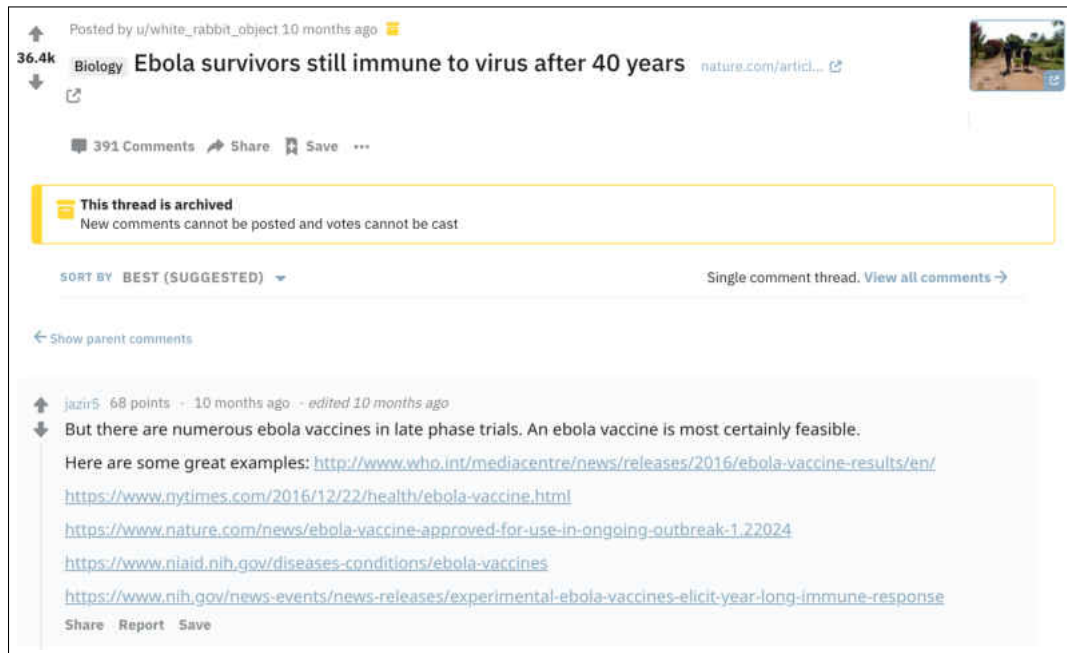 Posted by u/white_rabbit_object 10 months ago
36.4k
Biology Ebola survivors still immune to virus after 40 years nature.com/articl...
391 Comments Share Save ...
This thread is archived
New comments cannot be posted and votes cannot be cast
SORT BY BEST (SUGGESTED)
Single comment thread. View all comments →
← Show parent comments
jazir5 68 points · 10 months ago · edited 10 months ago
But there are numerous ebola vaccines in late phase trials. An ebola vaccine is most certainly feasible.
Here are some great examples: http://www.who.int/mediacentre/news/releases/2016/ebola-vaccine-results/en/
https://www.nytimes.com/2016/12/22/health/ebola-vaccine.html
https://www.nature.com/news/ebola-vaccine-approved-for-use-in-ongoing-outbreak-1.22024
https://www.niaid.nih.gov/diseases-conditions/ebola-vaccines
https://www.nih.gov/news-events/news-releases/experimental-ebola-vaccines-elicit-year-long-immune-response
Share Report Save